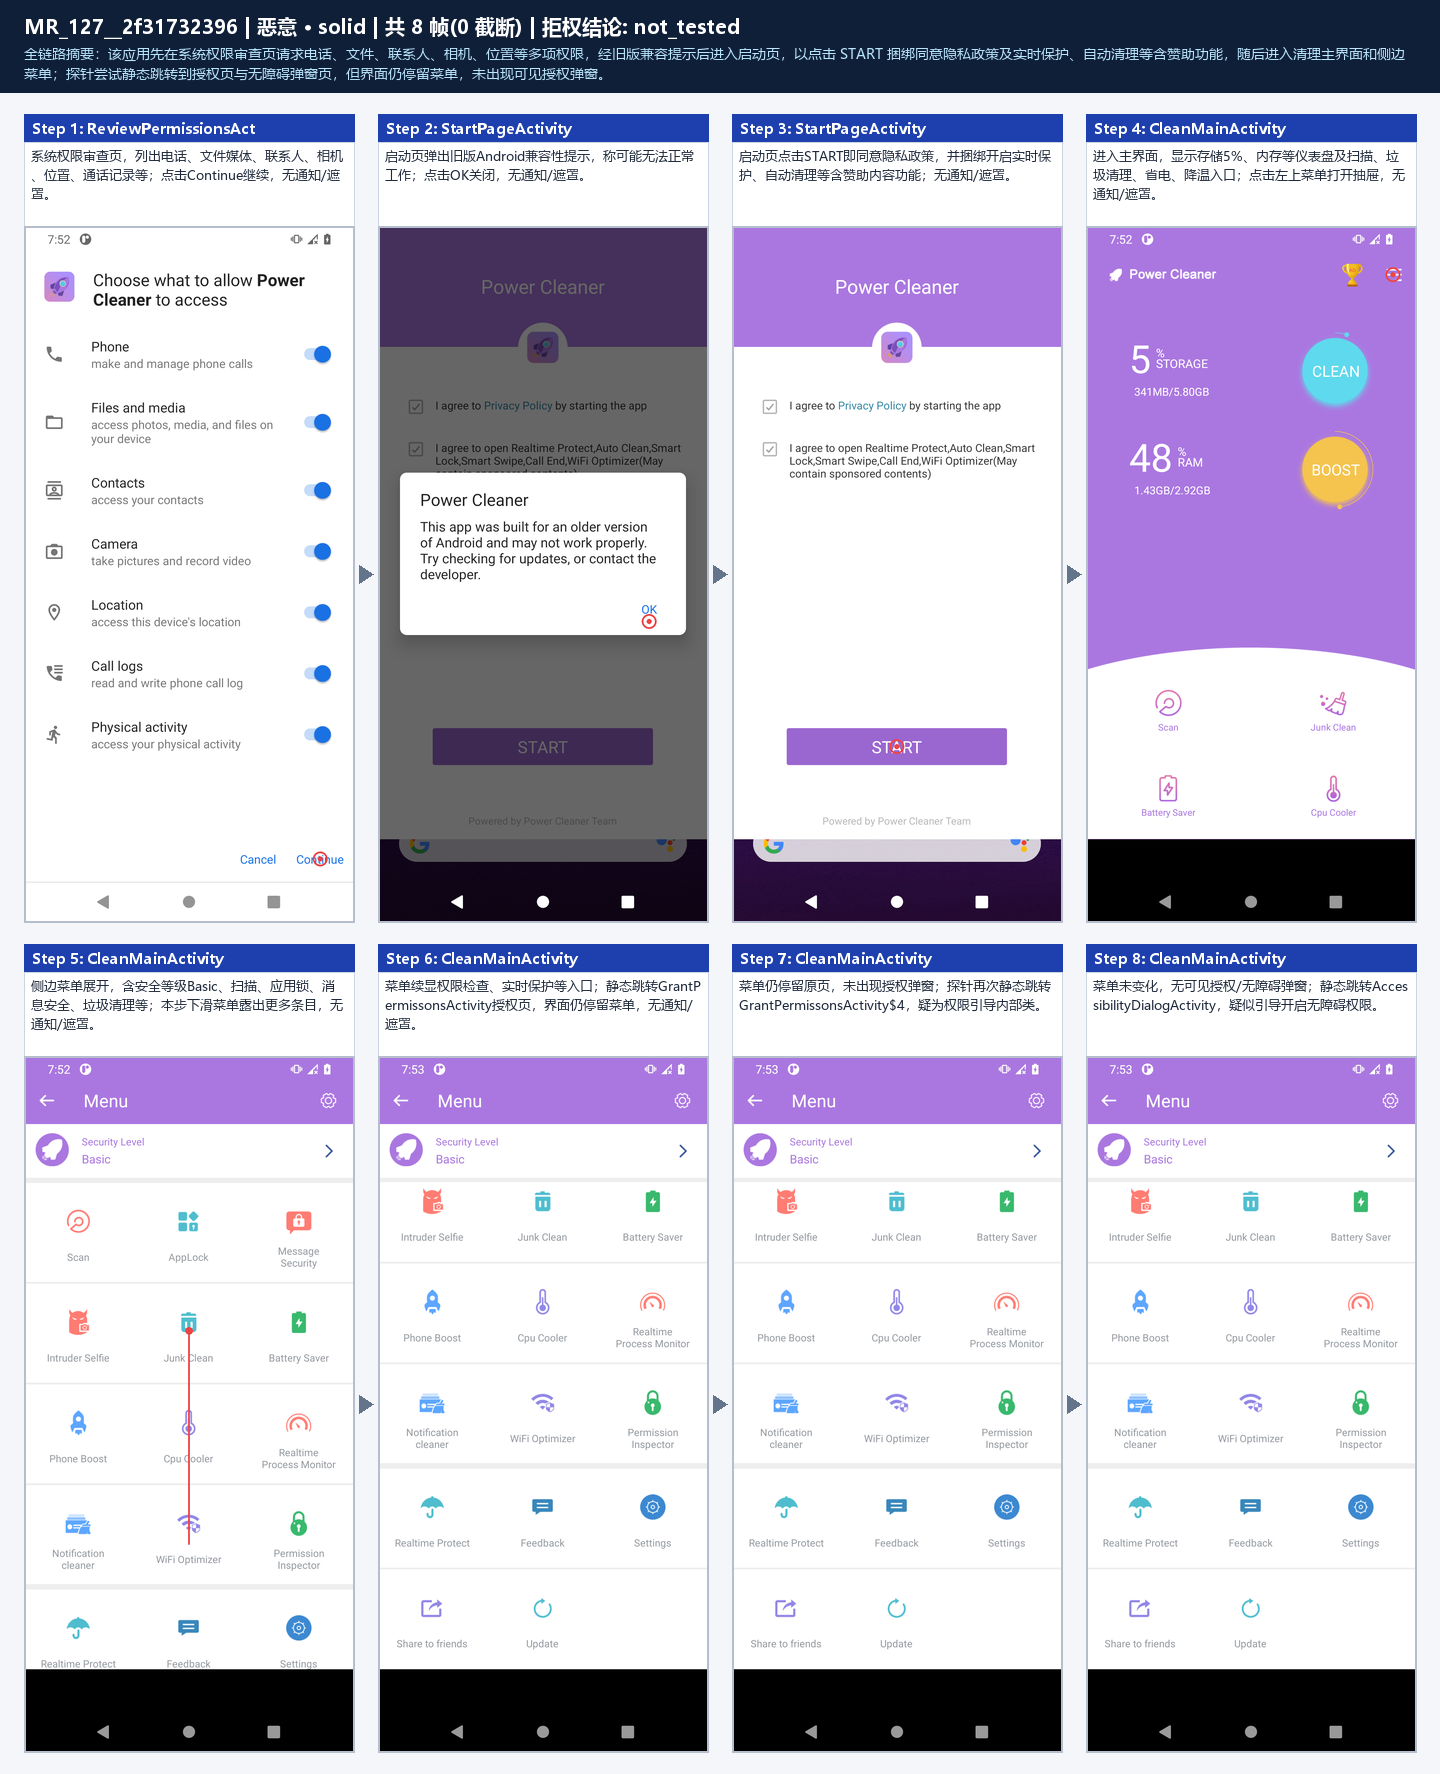 MR_127__2f31732396 | 恶意 • solid | 共 8 帧(0 截断) | 拒权结论: not_tested
全链路摘要：该应用先在系统权限审查页请求电话、文件、联系人、相机、位置等多项权限，经旧版兼容提示后进入启动页，以点击 START 捆绑同意隐私政策及实时保护、自动清理等含赞助功能，随后进入清理主界面和侧边
菜单；探针尝试静态跳转到授权页与无障碍弹窗页，但界面仍停留菜单，未出现可见授权弹窗。
Step 1: ReviewPermissionsAct
系统权限审查页，列出电话、文件媒体、联系人、相机
、位置、通话记录等；点击Continue继续，无通知/遮
罩。
7:52
Choose what to allow Power
Cleaner to access
Phone
make and manage phone calls
Files and media
access photos, media, and files on
your device
Contacts
access your contacts
Camera
take pictures and record video
Location
access this device's location
Call logs
read and write phone call log
Physical activity
access your physical activity
Cancel
Continue
Step 2: StartPageActivity
启动页弹出旧版Android兼容性提示，称可能无法正常
工作；点击OK关闭，无通知/遮罩。
Power Cleaner
I agree to Privacy Policy by starting the app
I agree to open Realtime Protect,Auto Clean,Smart
Lock,Smart Swipe,Call End,WiFi Optimizer(May
contain sponsored contents)
Power Cleaner
This app was built for an older version
of Android and may not work properly.
Try checking for updates, or contact the
developer.
OK
START
Powered by Power Cleaner Team
Step 3: StartPageActivity
启动页点击START即同意隐私政策，并捆绑开启实时保
护、自动清理等含赞助内容功能；无通知/遮罩。
Power Cleaner
I agree to Privacy Policy by starting the app
I agree to open Realtime Protect,Auto Clean,Smart
Lock,Smart Swipe,Call End,WiFi Optimizer(May
contain sponsored contents)
START
Powered by Power Cleaner Team
Step 4: CleanMainActivity
进入主界面，显示存储5%、内存等仪表盘及扫描、垃
圾清理、省电、降温入口；点击左上菜单打开抽屉，无
通知/遮罩。
7:52
Power Cleaner
5 % STORAGE
341MB/5.80GB
CLEAN
48 % RAM
1.43GB/2.92GB
BOOST
Scan
Junk Clean
Battery Saver
Cpu Cooler
Step 5: CleanMainActivity
侧边菜单展开，含安全等级Basic、扫描、应用锁、消
息安全、垃圾清理等；本步下滑菜单露出更多条目，无
通知/遮罩。
7:52
Menu
Security Level
Basic
Scan
AppLock
Message
Security
Intruder Selfie
Junk Clean
Battery Saver
Phone Boost
Cpu Cooler
Realtime
Process Monitor
Notification
cleaner
WiFi Optimizer
Permission
Inspector
Realtime Protect
Feedback
Settings
Step 6: CleanMainActivity
菜单续显权限检查、实时保护等入口；静态跳转GrantP
ermissonsActivity授权页，界面仍停留菜单，无通知/
遮罩。
7:53
Menu
Security Level
Basic
Intruder Selfie
Junk Clean
Battery Saver
Phone Boost
Cpu Cooler
Realtime
Process Monitor
Notification
cleaner
WiFi Optimizer
Permission
Inspector
Realtime Protect
Feedback
Settings
Share to friends
Update
Step 7: CleanMainActivity
菜单仍停留原页，未出现授权弹窗；探针再次静态跳转
GrantPermissonsActivity$4，疑为权限引导内部类。
7:53
Menu
Security Level
Basic
Intruder Selfie
Junk Clean
Battery Saver
Phone Boost
Cpu Cooler
Realtime
Process Monitor
Notification
cleaner
WiFi Optimizer
Permission
Inspector
Realtime Protect
Feedback
Settings
Share to friends
Update
Step 8: CleanMainActivity
菜单未变化，无可见授权/无障碍弹窗；静态跳转Acces
sibilityDialogActivity，疑似引导开启无障碍权限。
7:53
Menu
Security Level
Basic
Intruder Selfie
Junk Clean
Battery Saver
Phone Boost
Cpu Cooler
Realtime
Process Monitor
Notification
cleaner
WiFi Optimizer
Permission
Inspector
Realtime Protect
Feedback
Settings
Share to friends
Update